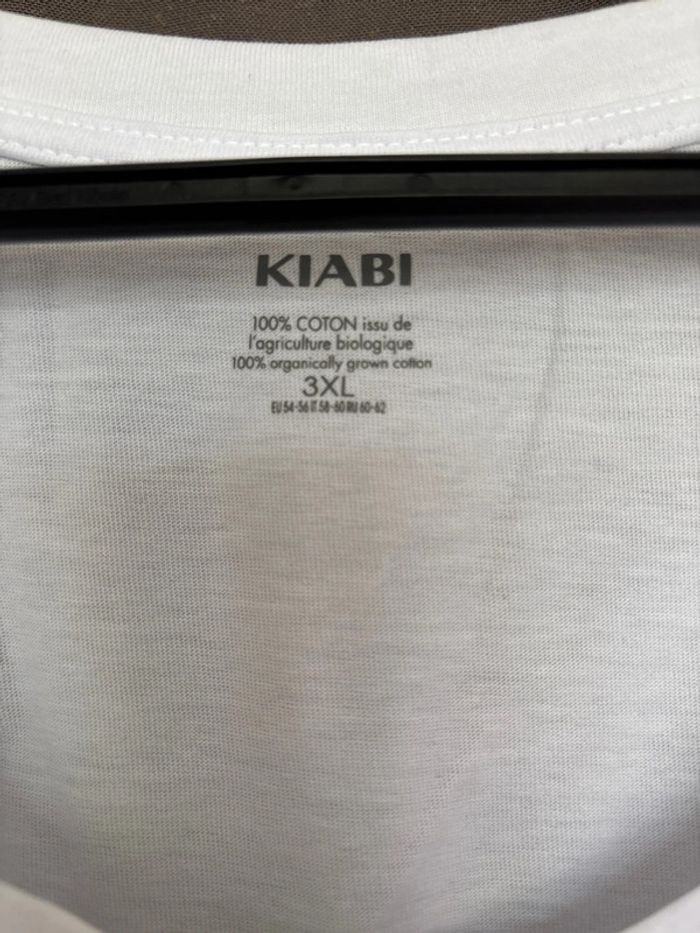 KIABI
100% COTON issu de
l'agriculture biologique
100% organically grown cotton
3XL
EU 54-56 IT 58-60 RU 60-62